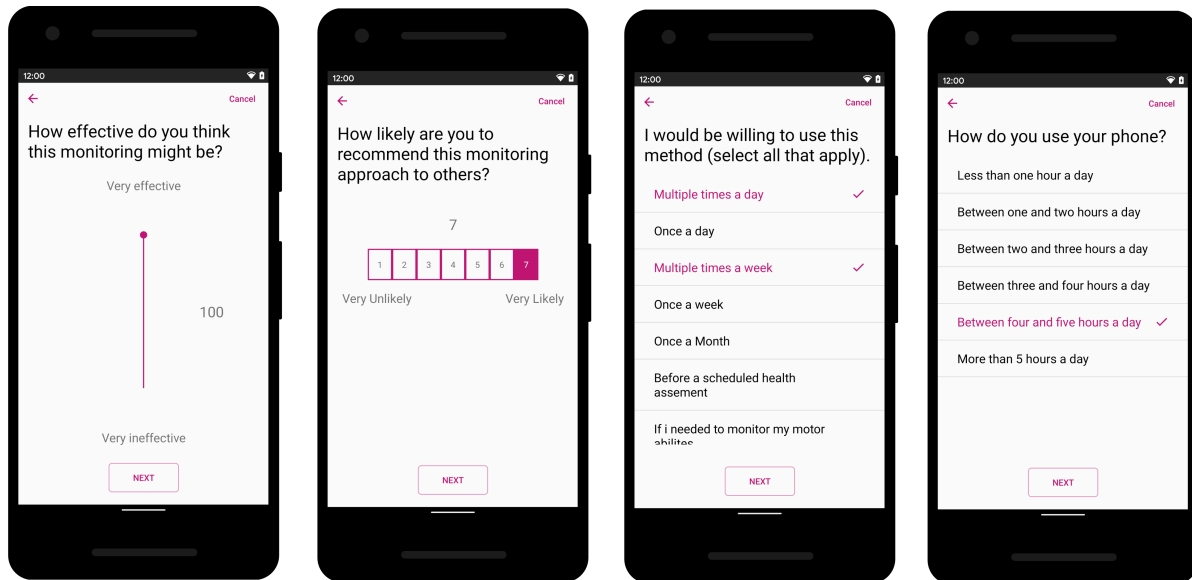 12:00
Cancel
How effective do you think
this monitoring might be?
Very effective
100
Very ineffective
NEXT
12:00
Cancel
How likely are you to
recommend this monitoring
approach to others?
7
1 2 3 4 5 6 7
Very Unlikely Very Likely
NEXT
12:00
Cancel
I would be willing to use this
method (select all that apply).
Multiple times a day
Once a day
Multiple times a week
Once a week
Once a Month
Before a scheduled health
assement
If i needed to monitor my motor
abilites
NEXT
12:00
Cancel
How do you use your phone?
Less than one hour a day
Between one and two hours a day
Between two and three hours a day
Between three and four hours a day
Between four and five hours a day
More than 5 hours a day
NEXT